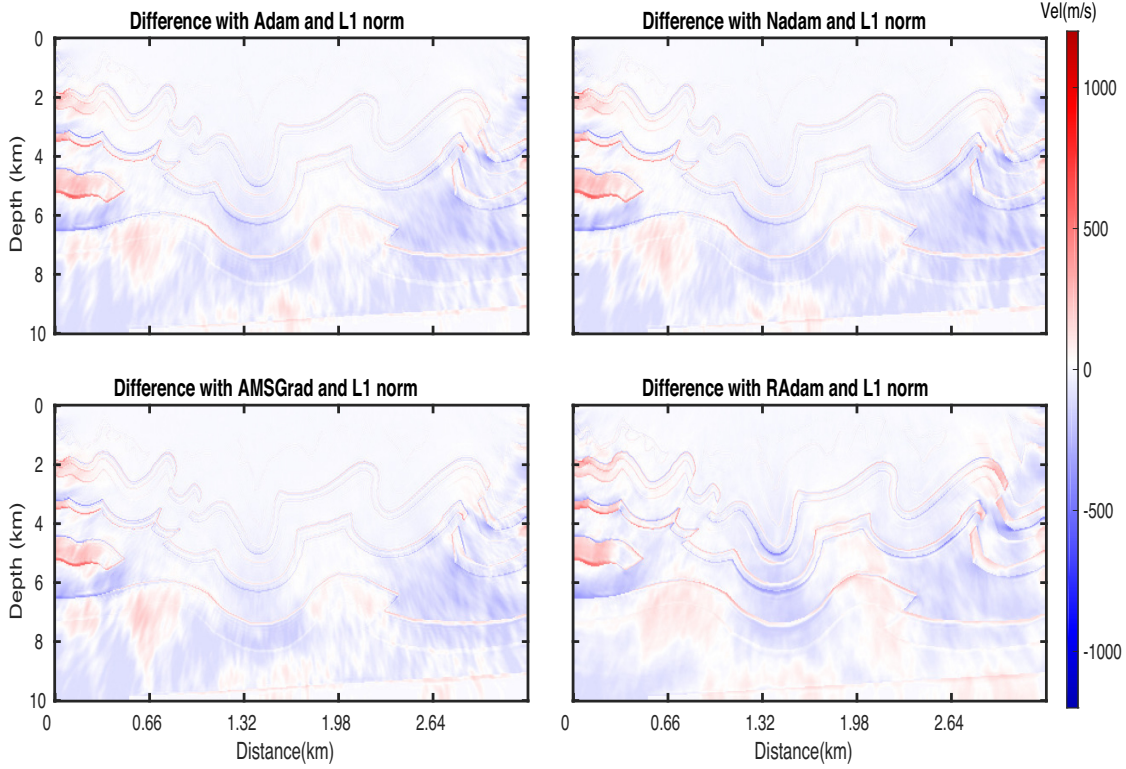 Difference with Adam and L1 norm
Difference with Nadam and L1 norm
Vel(m/s)
0
2
4
6
8
10
Depth (km)
1000
500
0
-500
-1000
Difference with AMSGrad and L1 norm
Difference with RAdam and L1 norm
0
2
4
6
8
10
Depth (km)
0 0.66 1.32 1.98 2.64
0 0.66 1.32 1.98 2.64
Distance(km)
Distance(km)